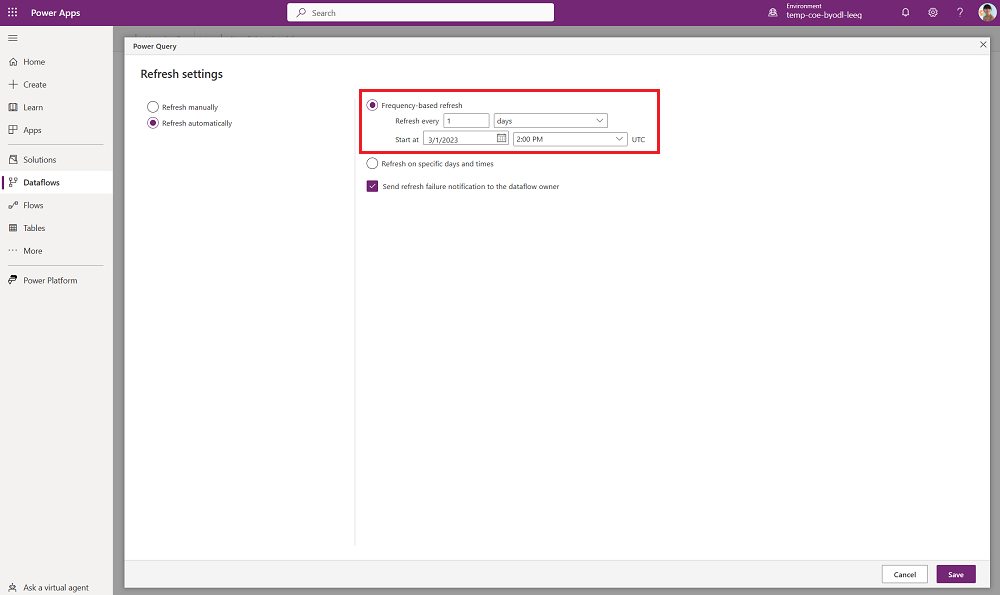 Power Apps
Search
Environment
temp-coe-byodl-leeq
?
Home
Create
Learn
Apps
Solutions
Dataflows
Flows
Tables
More
Power Platform
Ask a virtual agent
Power Query
Refresh settings
Refresh manually
Refresh automatically
Frequency-based refresh
Refresh every 1 days
Start at 3/1/2023 2:00 PM UTC
Refresh on specific days and times
Send refresh failure notification to the dataflow owner
Cancel Save